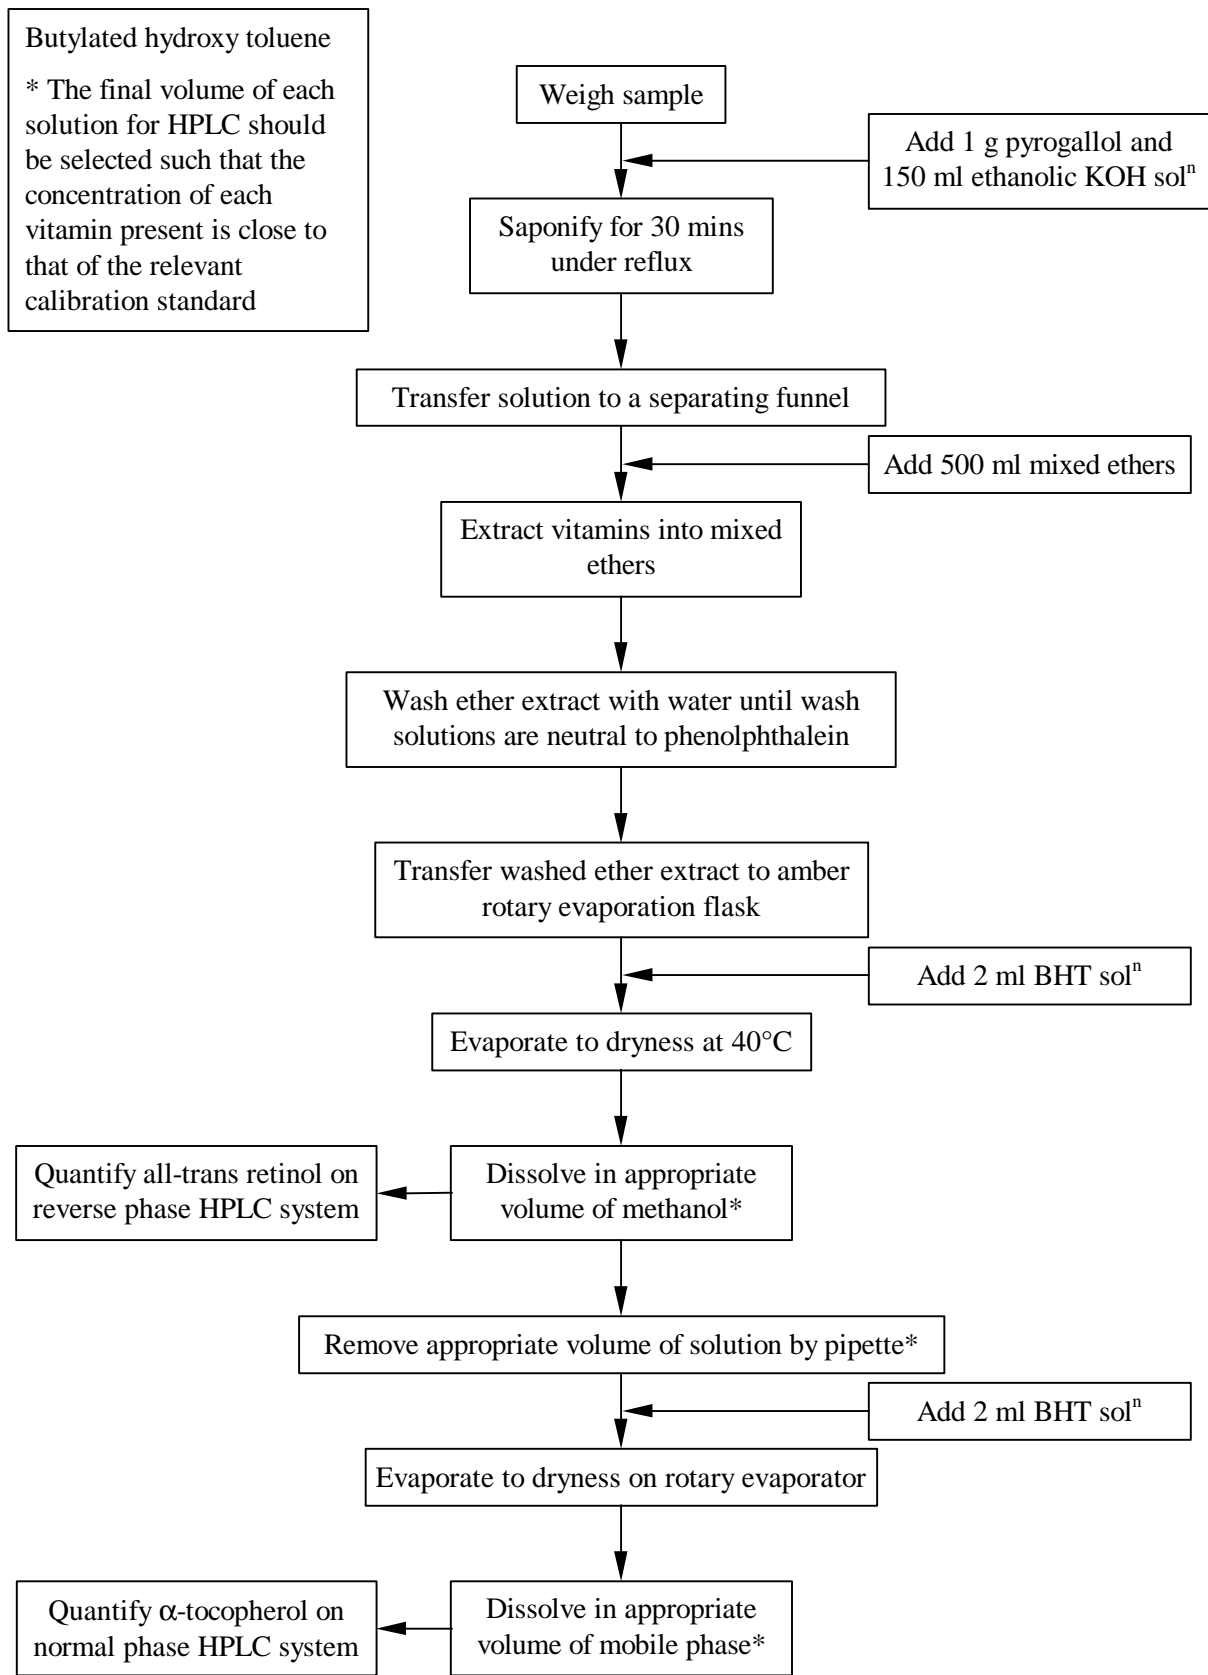 Butylated hydroxy toluene
* The final volume of each
solution for HPLC should
be selected such that the
concentration of each
vitamin present is close to
that of the relevant
calibration standard
Weigh sample
Add 1 g pyrogallol and
150 ml ethanolic KOH solⁿ
Saponify for 30 mins
under reflux
Transfer solution to a separating funnel
Add 500 ml mixed ethers
Extract vitamins into mixed
ethers
Wash ether extract with water until wash
solutions are neutral to phenolphthalein
Transfer washed ether extract to amber
rotary evaporation flask
Add 2 ml BHT solⁿ
Evaporate to dryness at 40°C
Quantify all-trans retinol on
reverse phase HPLC system
Dissolve in appropriate
volume of methanol*
Remove appropriate volume of solution by pipette*
Add 2 ml BHT solⁿ
Evaporate to dryness on rotary evaporator
Quantify α-tocopherol on
normal phase HPLC system
Dissolve in appropriate
volume of mobile phase*